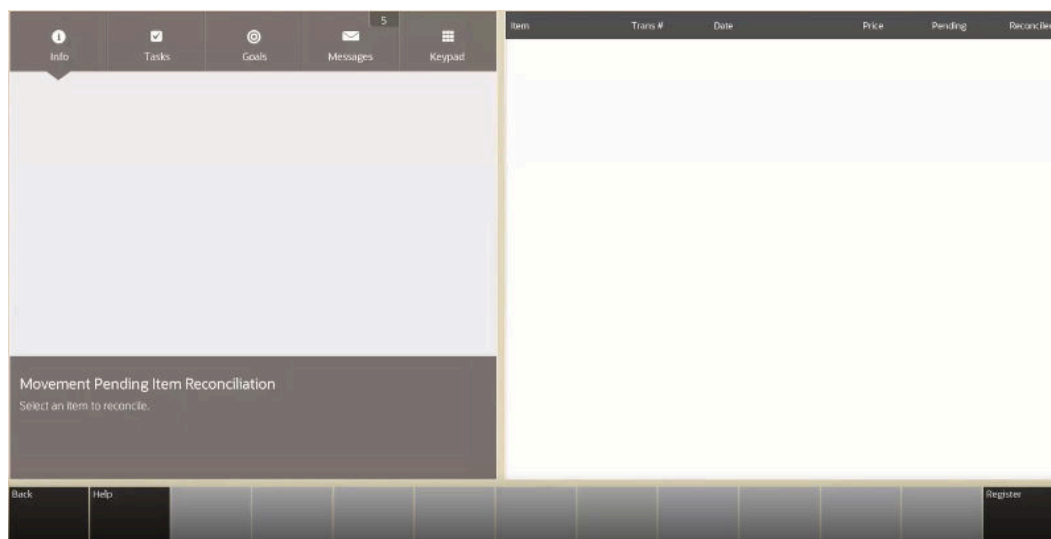 5
Info Tasks Goals Messages Keypad
Item Trans # Date Price Pending Reconciled
Movement Pending Item Reconciliation
Select an item to reconcile.
Back Help Register